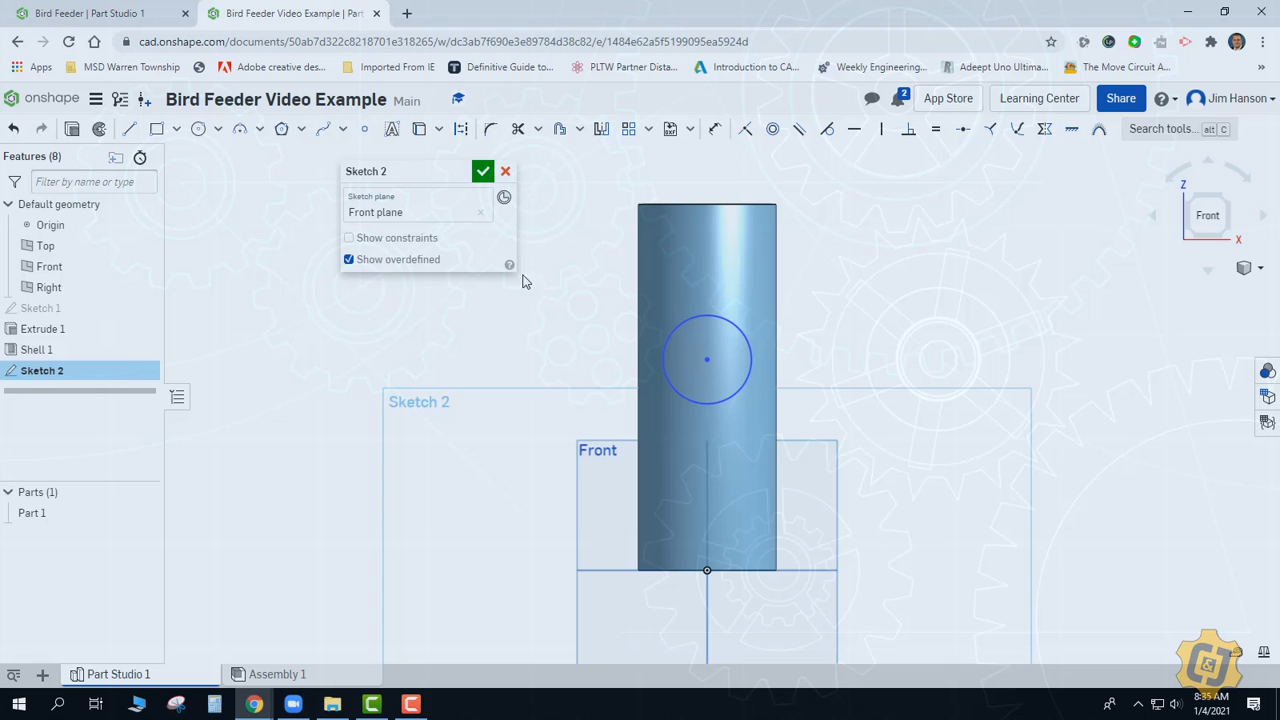 Bird Feeder | Part Studio 1
Bird Feeder Video Example | Part
cad.onshape.com/documents/50ab7d322c8218701e318265/w/dc3ab7f690e3e38784d38c82/e/1484e62a5f5199095ea5924d
Apps
MSD Warren Township
Adobe creative des...
Imported From IE
Definitive Guide to...
PLTW Partner Dista...
Introduction to CA...
Weekly Engineering...
Adeept Uno Ultima...
The Move Circuit A...
onshape
Bird Feeder Video Example
Main
2
App Store
Learning Center
Share
Jim Hanson
Search tools...
alt C
Features (8)
Filter by name or type
Default geometry
Origin
Top
Front
Right
Sketch 1
Extrude 1
Shell 1
Sketch 2
Parts (1)
Part 1
Sketch 2
Sketch plane
Front plane
Show constraints
Show overdefined
Sketch 2
Front
Z
Front
X
Part Studio 1
Assembly 1
C&J
8:35 AM
1/4/2021